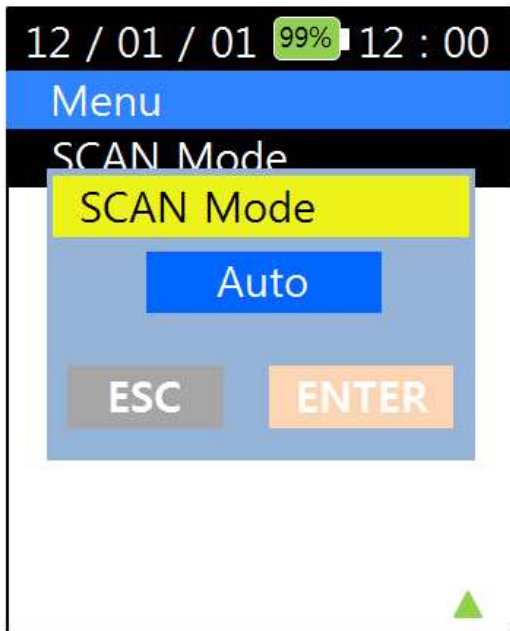 12 / 01 / 01 99% 12 : 00
Menu
SCAN Mode
SCAN Mode
Auto
ESC ENTER